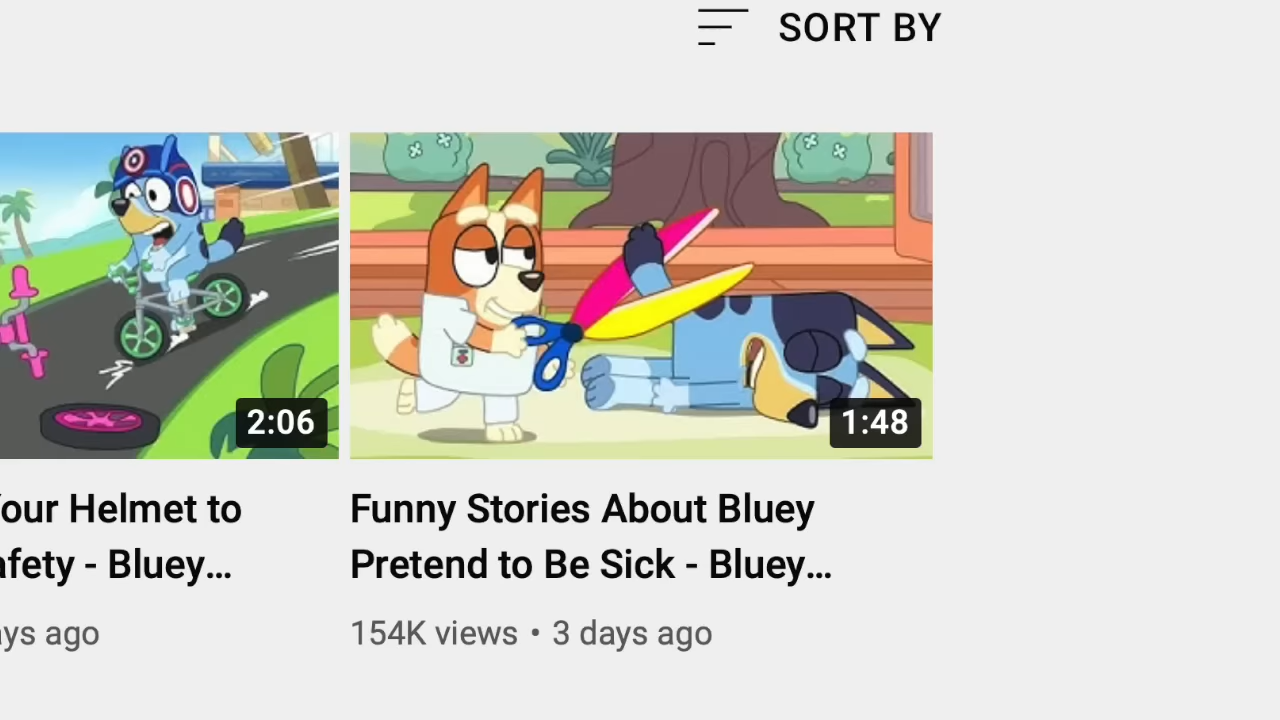 SORT BY
2:06
1:48
our Helmet to
afety - Bluey...
ays ago
Funny Stories About Bluey
Pretend to Be Sick - Bluey...
154K views • 3 days ago